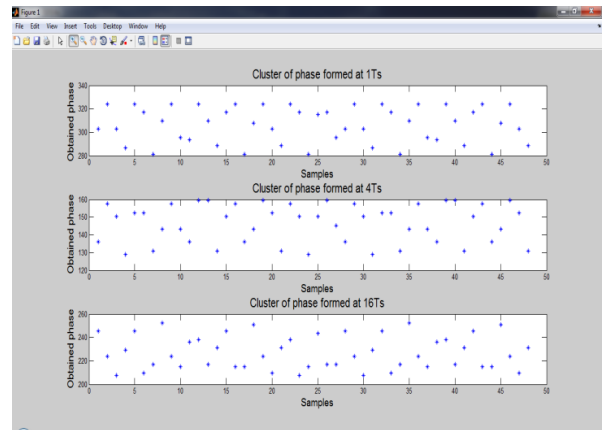 Figure 1
File Edit View Insert Tools Desktop Window Help
Cluster of phase formed at 1Ts
Obtained phase
340
320
300
280
0 5 10 15 20 25 30 35 40 45 50
Samples
Cluster of phase formed at 4Ts
Obtained phase
160
150
140
130
120
0 5 10 15 20 25 30 35 40 45 50
Samples
Cluster of phase formed at 16Ts
Obtained phase
260
240
220
200
0 5 10 15 20 25 30 35 40 45 50
Samples